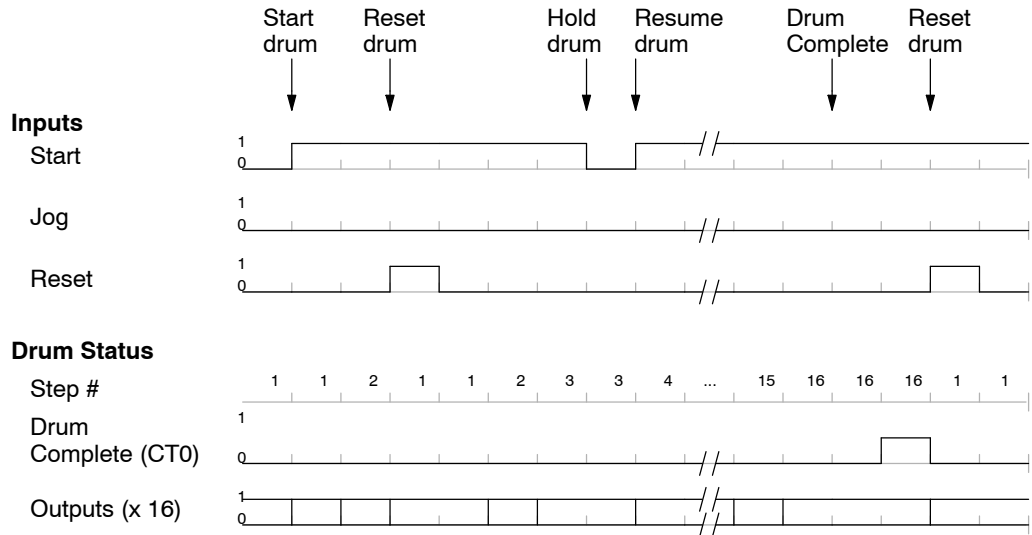 Start Reset Hold Resume Drum Reset
drum drum drum drum Complete drum
Inputs
1
Start
0
1
Jog
0
1
Reset
0
Drum Status
Step # 1 1 2 1 1 2 3 3 4 ... 15 16 16 16 1 1
Drum 1
Complete (CT0) 0
1
Outputs (x 16)
0